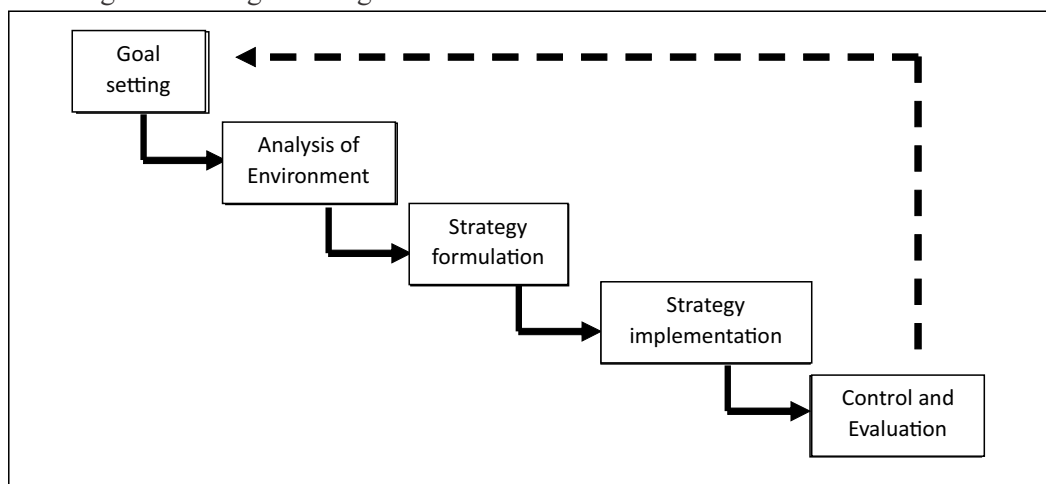 Goal
setting
Analysis of
Environment
Strategy
formulation
Strategy
implementation
Control and
Evaluation